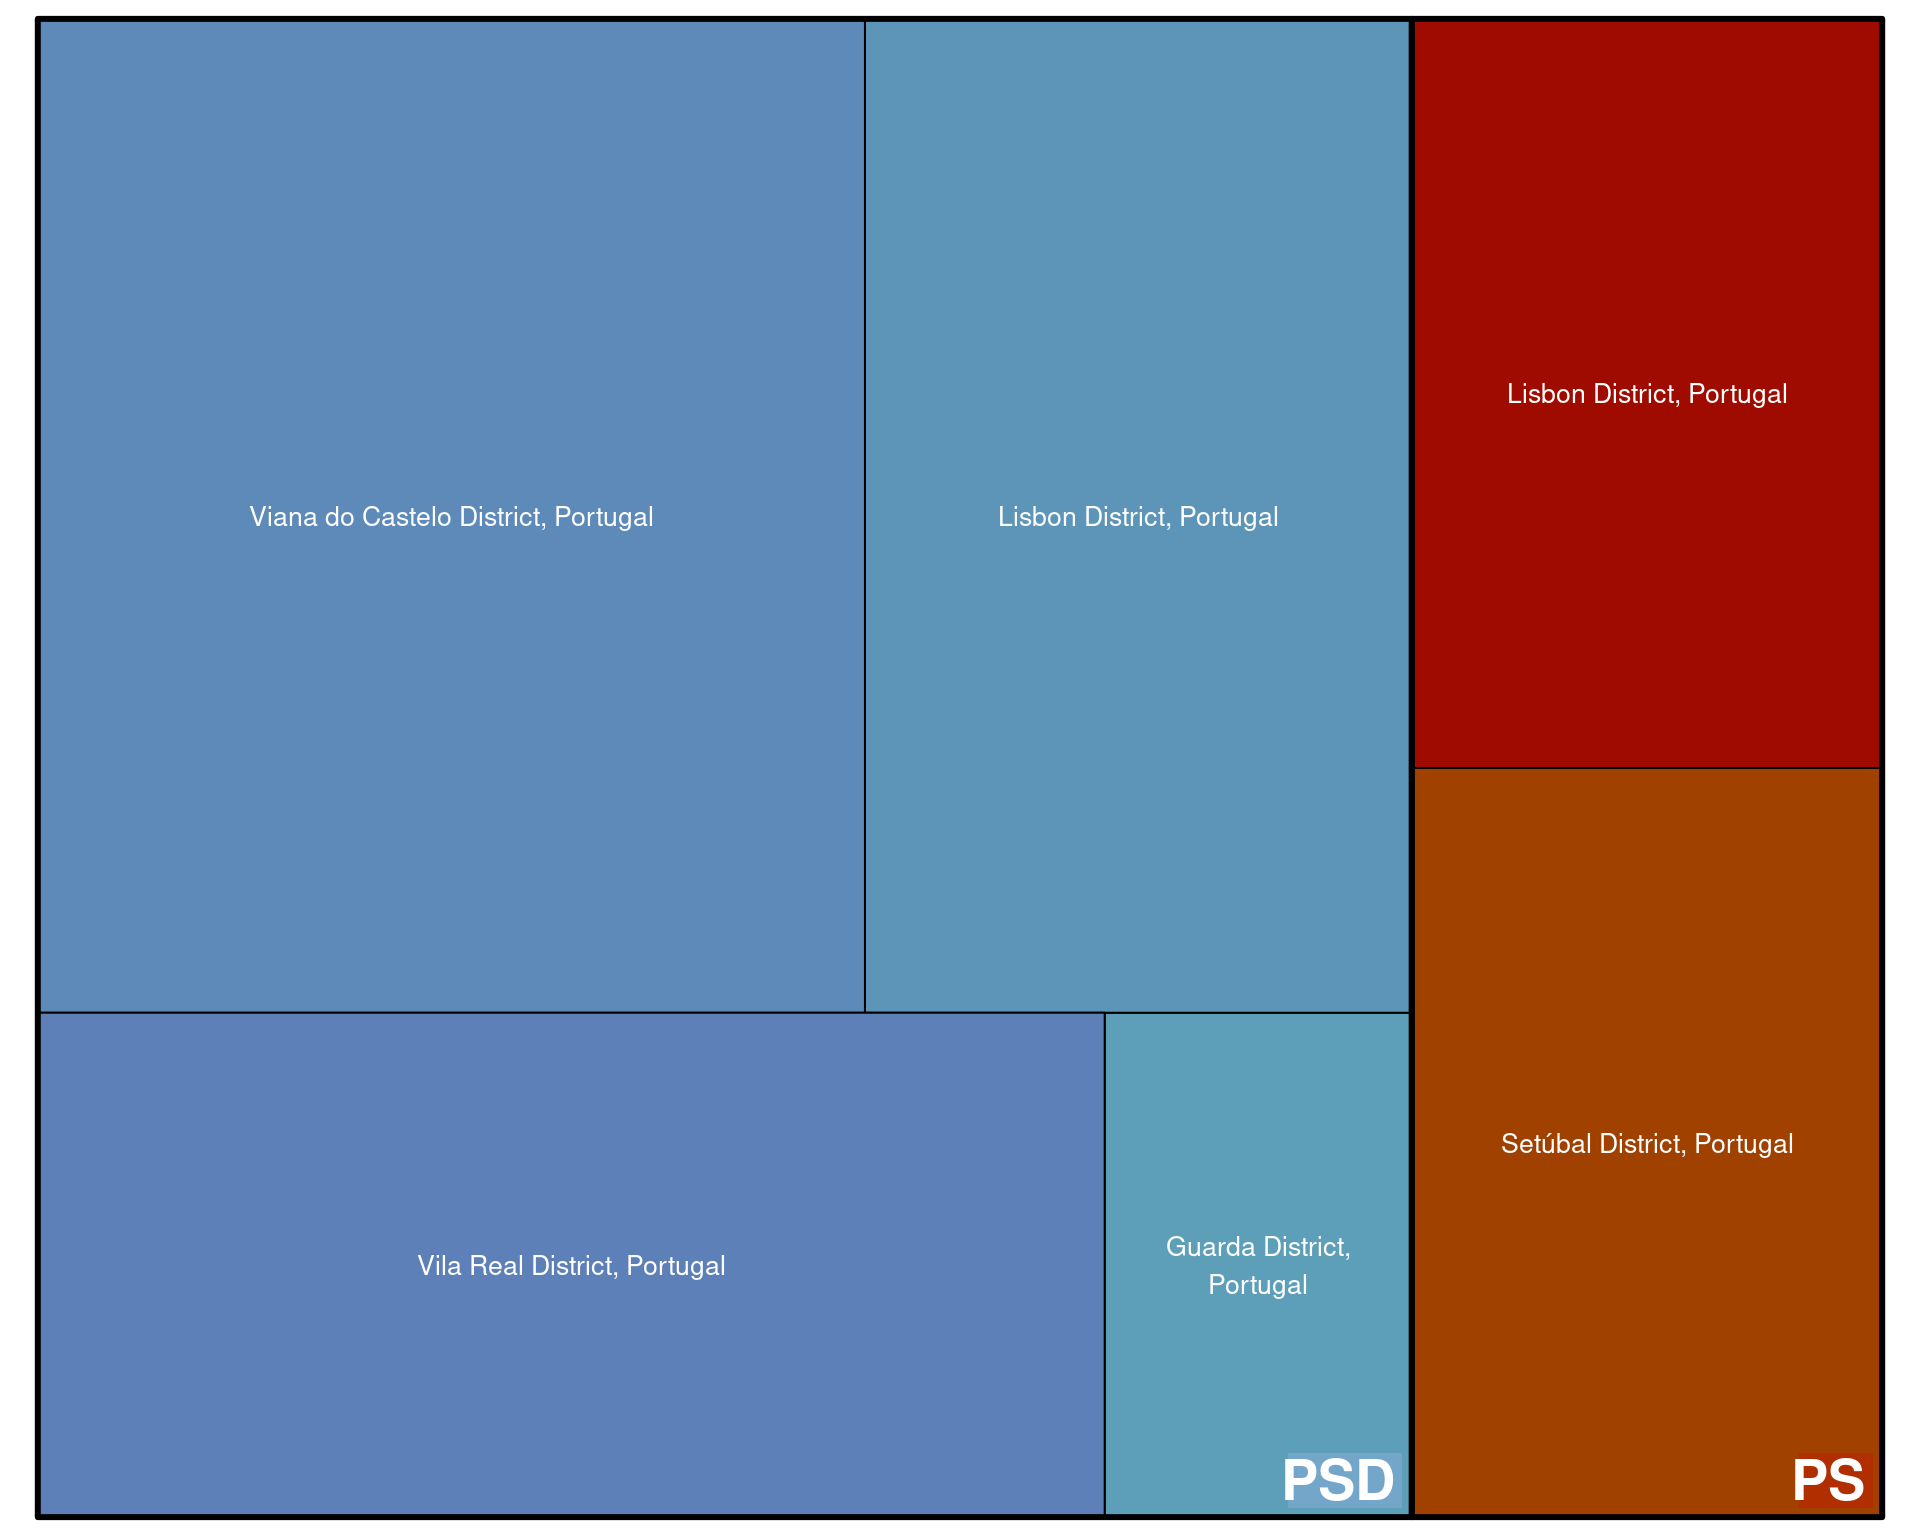 Viana do Castelo District, Portugal
Lisbon District, Portugal
Lisbon District, Portugal
Vila Real District, Portugal
Guarda District,
Portugal
Setúbal District, Portugal
PSD
PS